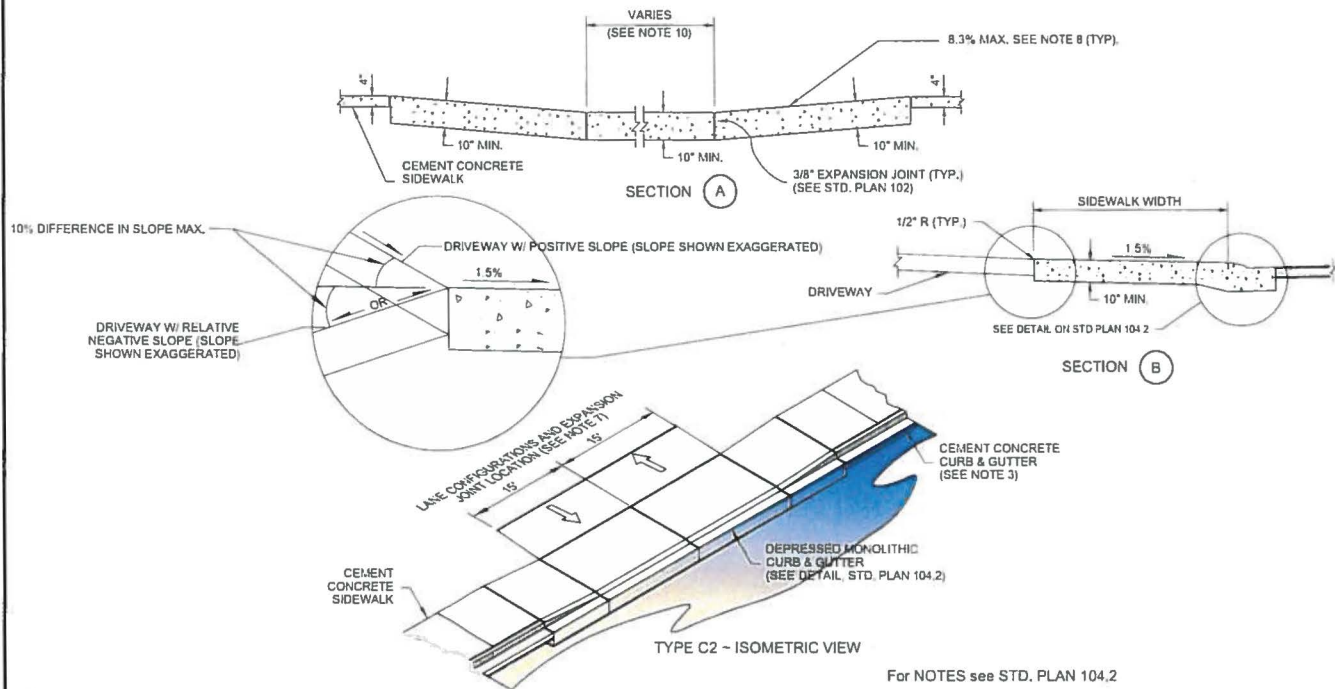 VARIES
(SEE NOTE 10)
8.3% MAX. SEE NOTE 8 (TYP).
4"
4"
10" MIN.
10" MIN.
10" MIN.
CEMENT CONCRETE
SIDEWALK
3/8" EXPANSION JOINT (TYP.)
(SEE STD. PLAN 102)
SECTION A
10% DIFFERENCE IN SLOPE MAX.
DRIVEWAY W/ POSITIVE SLOPE (SLOPE SHOWN EXAGGERATED)
1.5%
OR
DRIVEWAY W/ RELATIVE
NEGATIVE SLOPE (SLOPE
SHOWN EXAGGERATED)
SIDEWALK WIDTH
1/2" R (TYP.)
1.5%
DRIVEWAY
10" MIN.
SEE DETAIL ON STD PLAN 104.2
SECTION B
LANE CONFIGURATIONS AND EXPANSION
JOINT LOCATION (SEE NOTE 7)
15'
15'
CEMENT CONCRETE
CURB & GUTTER
(SEE NOTE 3)
DEPRESSED MONOLITHIC
CURB & GUTTER
(SEE DETAIL, STD. PLAN 104.2)
CEMENT
CONCRETE
SIDEWALK
TYPE C2 ~ ISOMETRIC VIEW
For NOTES see STD. PLAN 104.2